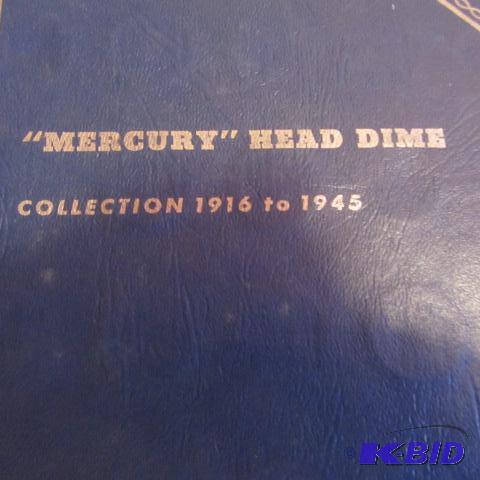 "MERCURY" HEAD DIME
COLLECTION 1916 to 1945
© K-BID